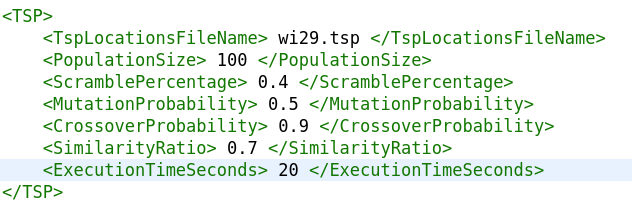 <TSP>
    <TspLocationsFileName> wi29.tsp </TspLocationsFileName>
    <PopulationSize> 100 </PopulationSize>
    <ScramblePercentage> 0.4 </ScramblePercentage>
    <MutationProbability> 0.5 </MutationProbability>
    <CrossoverProbability> 0.9 </CrossoverProbability>
    <SimilarityRatio> 0.7 </SimilarityRatio>
    <ExecutionTimeSeconds> 20 </ExecutionTimeSeconds>
</TSP>